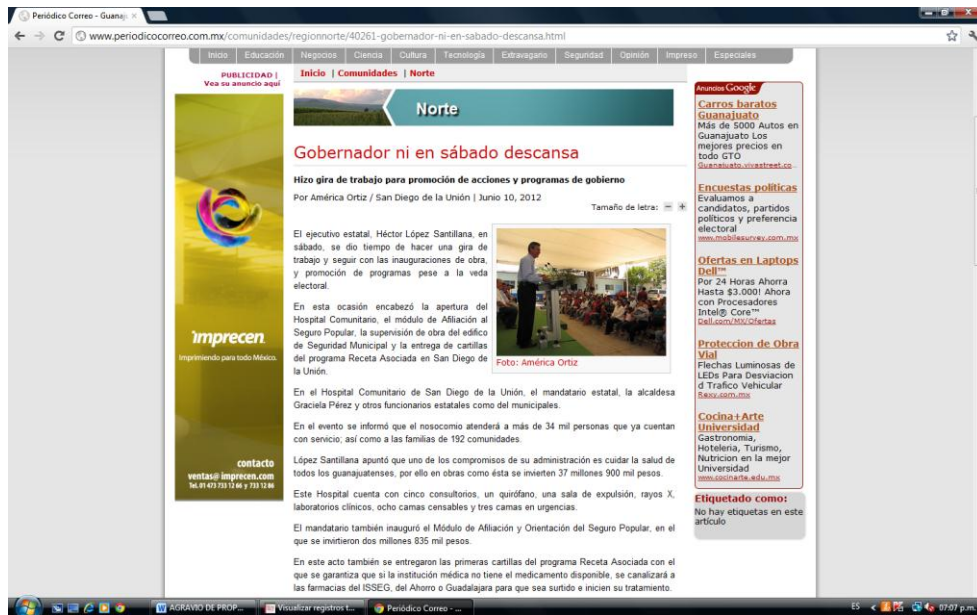 Periódico Correo - Guanaj
www.periodicocorreo.com.mx/comunidades/regionnorte/40261-gobernador-ni-en-sabado-descansa.html
Inicio Educación Negocios Ciencia Cultura Tecnología Extravagario Seguridad Opinión Impreso Especiales
PUBLICIDAD |
Vea su anuncio aquí
imprecen.
Imprimiendo para todo México.
contacto
ventas@imprecen.com
Tel. 01 473 733 12 66 y 733 12 86
Inicio | Comunidades | Norte
Norte
Gobernador ni en sábado descansa
Hizo gira de trabajo para promoción de acciones y programas de gobierno
Por América Ortiz / San Diego de la Unión | Junio 10, 2012
Tamaño de letra:
El ejecutivo estatal, Héctor López Santillana, en
sábado, se dio tiempo de hacer una gira de
trabajo y seguir con las inauguraciones de obra,
y promoción de programas pese a la veda
electoral.
En esta ocasión encabezó la apertura del
Hospital Comunitario, el módulo de Afiliación al
Seguro Popular, la supervisión de obra del edifico
de Seguridad Municipal y la entrega de cartillas
del programa Receta Asociada en San Diego de
la Unión.
Foto: América Ortiz
En el Hospital Comunitario de San Diego de la Unión, el mandatario estatal, la alcaldesa
Graciela Pérez y otros funcionarios estatales como del municipales.
En el evento se informó que el nosocomio atenderá a más de 34 mil personas que ya cuentan
con servicio; así como a las familias de 192 comunidades.
López Santillana apuntó que uno de los compromisos de su administración es cuidar la salud de
todos los guanajuatenses, por ello en obras como ésta se invierten 37 millones 900 mil pesos.
Este Hospital cuenta con cinco consultorios, un quirófano, una sala de expulsión, rayos X,
laboratorios clínicos, ocho camas censables y tres camas en urgencias.
El mandatario también inauguró el Módulo de Afiliación y Orientación del Seguro Popular, en el
que se invirtieron dos millones 835 mil pesos.
En este acto también se entregaron las primeras cartillas del programa Receta Asociada con el
que se garantiza que si la institución médica no tiene el medicamento disponible, se canalizará a
las farmacias del ISSEG, del Ahorro o Guadalajara para que sea surtido e inicien su tratamiento.
Anuncios Google
Carros baratos
Guanajuato
Más de 5000 Autos en
Guanajuato Los
mejores precios en
todo GTO
Guanajuato.vivastreet.co...
Encuestas políticas
Evaluamos a
candidatos, partidos
políticos y preferencia
electoral
www.mobilesurvey.com.mx
Ofertas en Laptops
Dell™
Por 24 Horas Ahorra
Hasta $3.000! Ahora
con Procesadores
Intel® Core™
Dell.com/MX/Ofertas
Proteccion de Obra
Vial
Flechas Luminosas de
LEDs Para Desviacion
d Trafico Vehicular
Rexy.com.mx
Cocina+Arte
Universidad
Gastronomia,
Hoteleria, Turismo,
Nutricion en la mejor
Universidad
www.cocinarte.edu.mx
Etiquetado como:
No hay etiquetas en este
artículo
AGRAVIO DE PROP...
Visualizar registros t...
Periódico Correo - ...
ES
07:07 p.m.